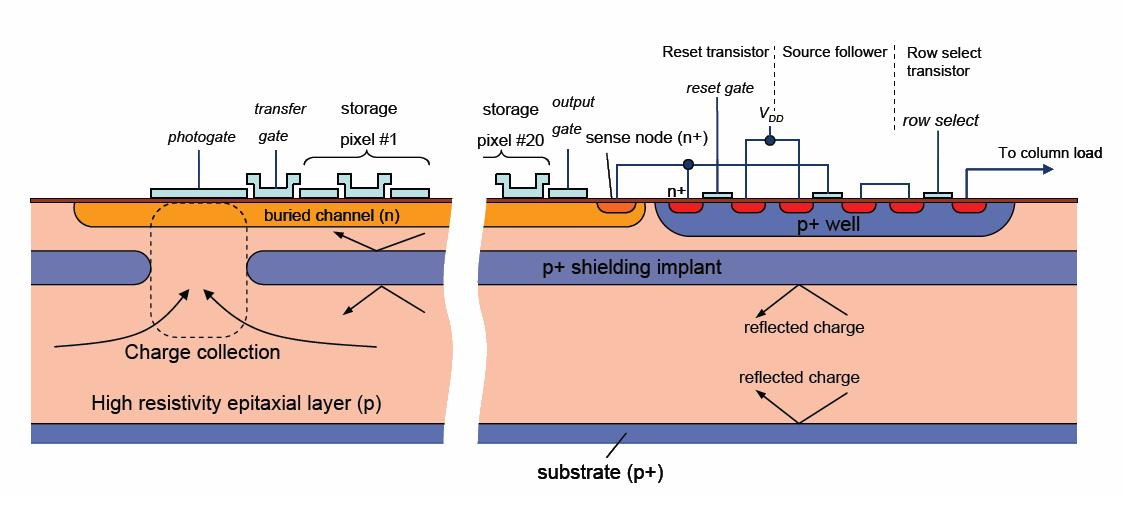 Reset transistor
Source follower
Row select
transistor
reset gate
V_DD
row select
To column load
photogate
transfer
gate
storage
pixel #1
storage
pixel #20
output
gate
sense node (n+)
n+
buried channel (n)
p+ well
p+ shielding implant
reflected charge
Charge collection
reflected charge
High resistivity epitaxial layer (p)
substrate (p+)